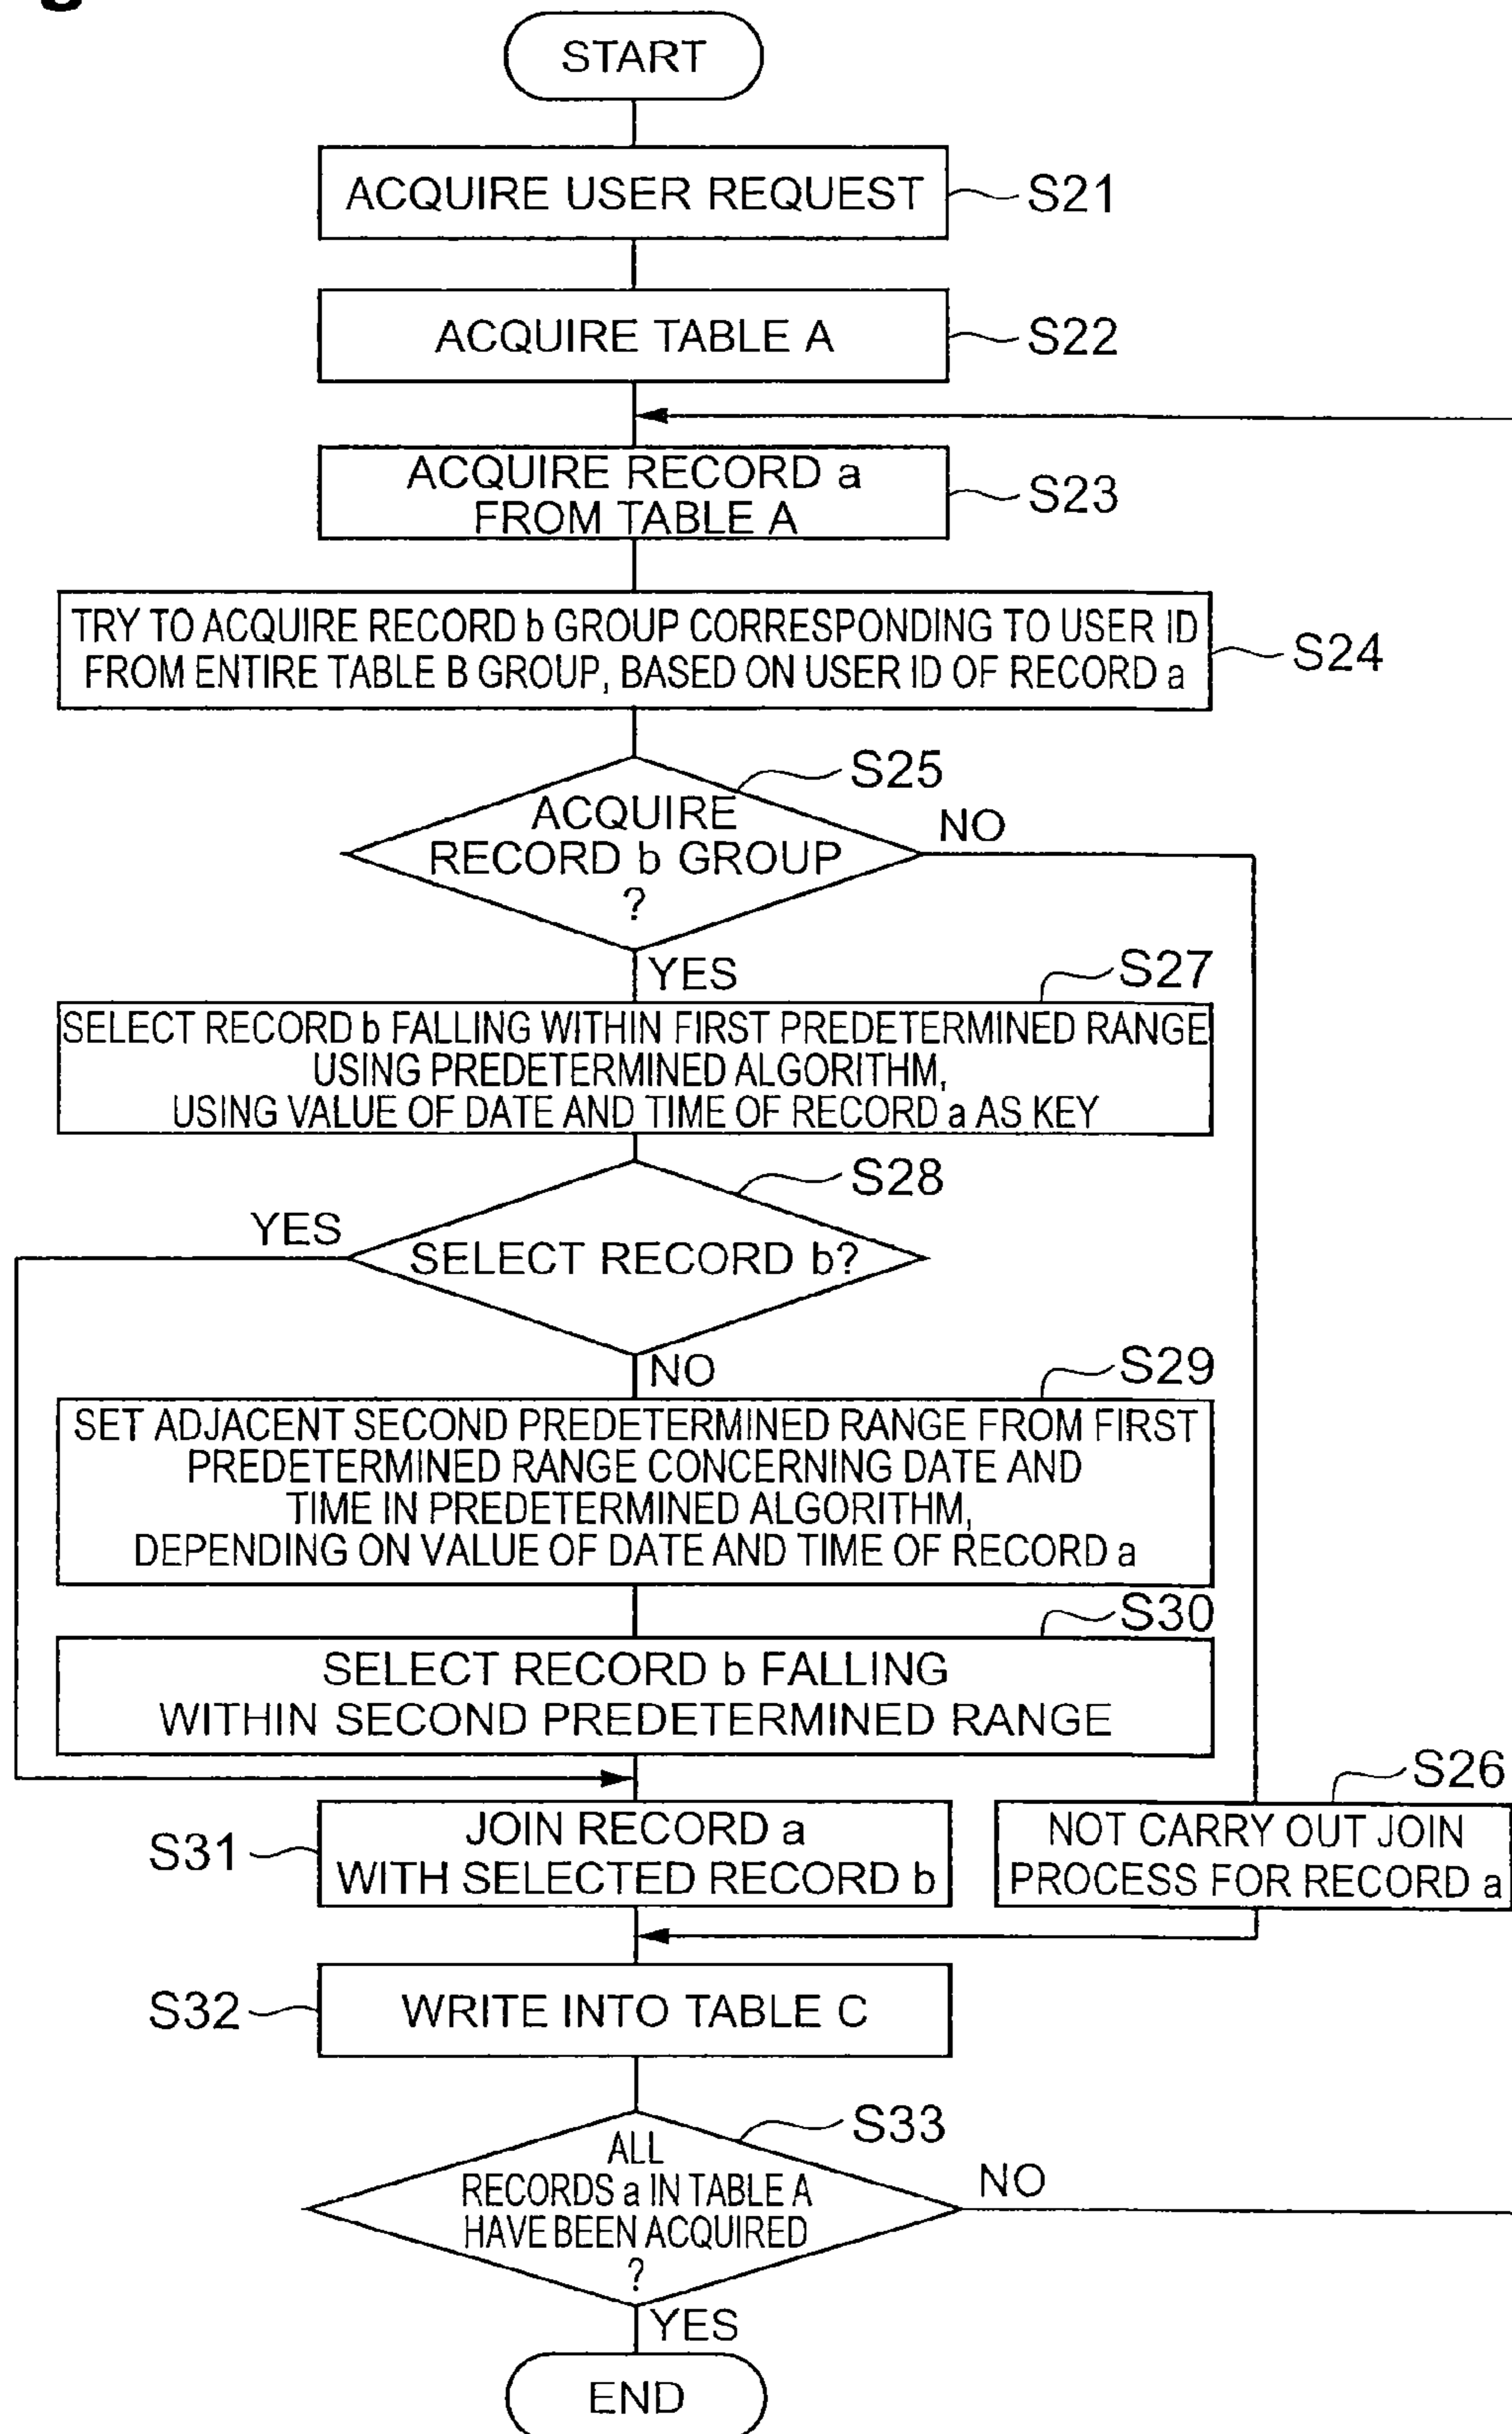 START
ACQUIRE USER REQUEST
S21
ACQUIRE TABLE A
S22
ACQUIRE RECORD a
FROM TABLE A
S23
TRY TO ACQUIRE RECORD b GROUP CORRESPONDING TO USER ID
FROM ENTIRE TABLE B GROUP, BASED ON USER ID OF RECORD a
S24
S25
ACQUIRE
RECORD b GROUP
?
NO
YES
S27
SELECT RECORD b FALLING WITHIN FIRST PREDETERMINED RANGE
USING PREDETERMINED ALGORITHM,
USING VALUE OF DATE AND TIME OF RECORD a AS KEY
S28
YES
SELECT RECORD b?
NO
S29
SET ADJACENT SECOND PREDETERMINED RANGE FROM FIRST
PREDETERMINED RANGE CONCERNING DATE AND
TIME IN PREDETERMINED ALGORITHM,
DEPENDING ON VALUE OF DATE AND TIME OF RECORD a
S30
SELECT RECORD b FALLING
WITHIN SECOND PREDETERMINED RANGE
S26
S31
JOIN RECORD a
WITH SELECTED RECORD b
NOT CARRY OUT JOIN
PROCESS FOR RECORD a
S32
WRITE INTO TABLE C
S33
ALL
RECORDS a IN TABLE A
HAVE BEEN ACQUIRED
?
NO
YES
END